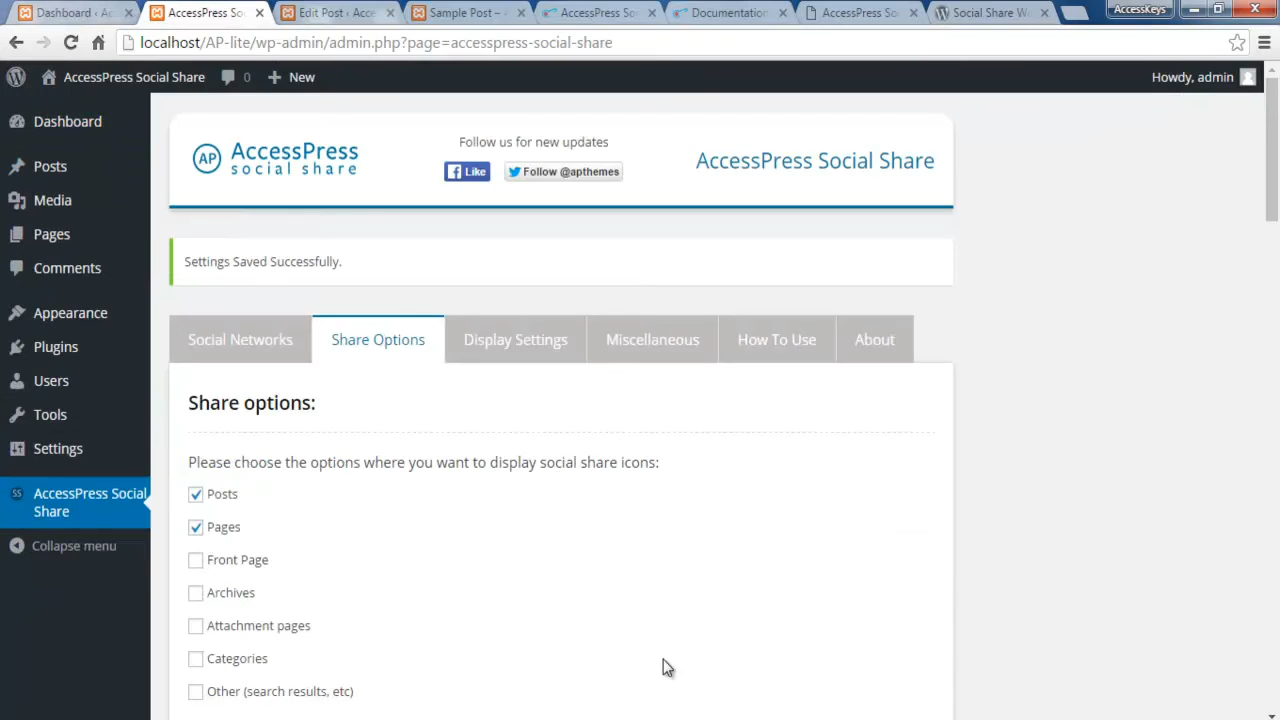 Dashboard ‹ A
AccessPress So
Edit Post ‹ Acce
Sample Post –
AccessPress So
Documentation
AccessPress So
Social Share W
AccessKeys
localhost/AP-lite/wp-admin/admin.php?page=accesspress-social-share
AccessPress Social Share
0
New
Howdy, admin
Dashboard
Posts
Media
Pages
Comments
Appearance
Plugins
Users
Tools
Settings
SS
AccessPress Social
Share
Collapse menu
AP
AccessPress
social share
Follow us for new updates
Like
Follow @apthemes
AccessPress Social Share
Settings Saved Successfully.
Social Networks
Share Options
Display Settings
Miscellaneous
How To Use
About
Share options:
Please choose the options where you want to display social share icons:
Posts
Pages
Front Page
Archives
Attachment pages
Categories
Other (search results, etc)